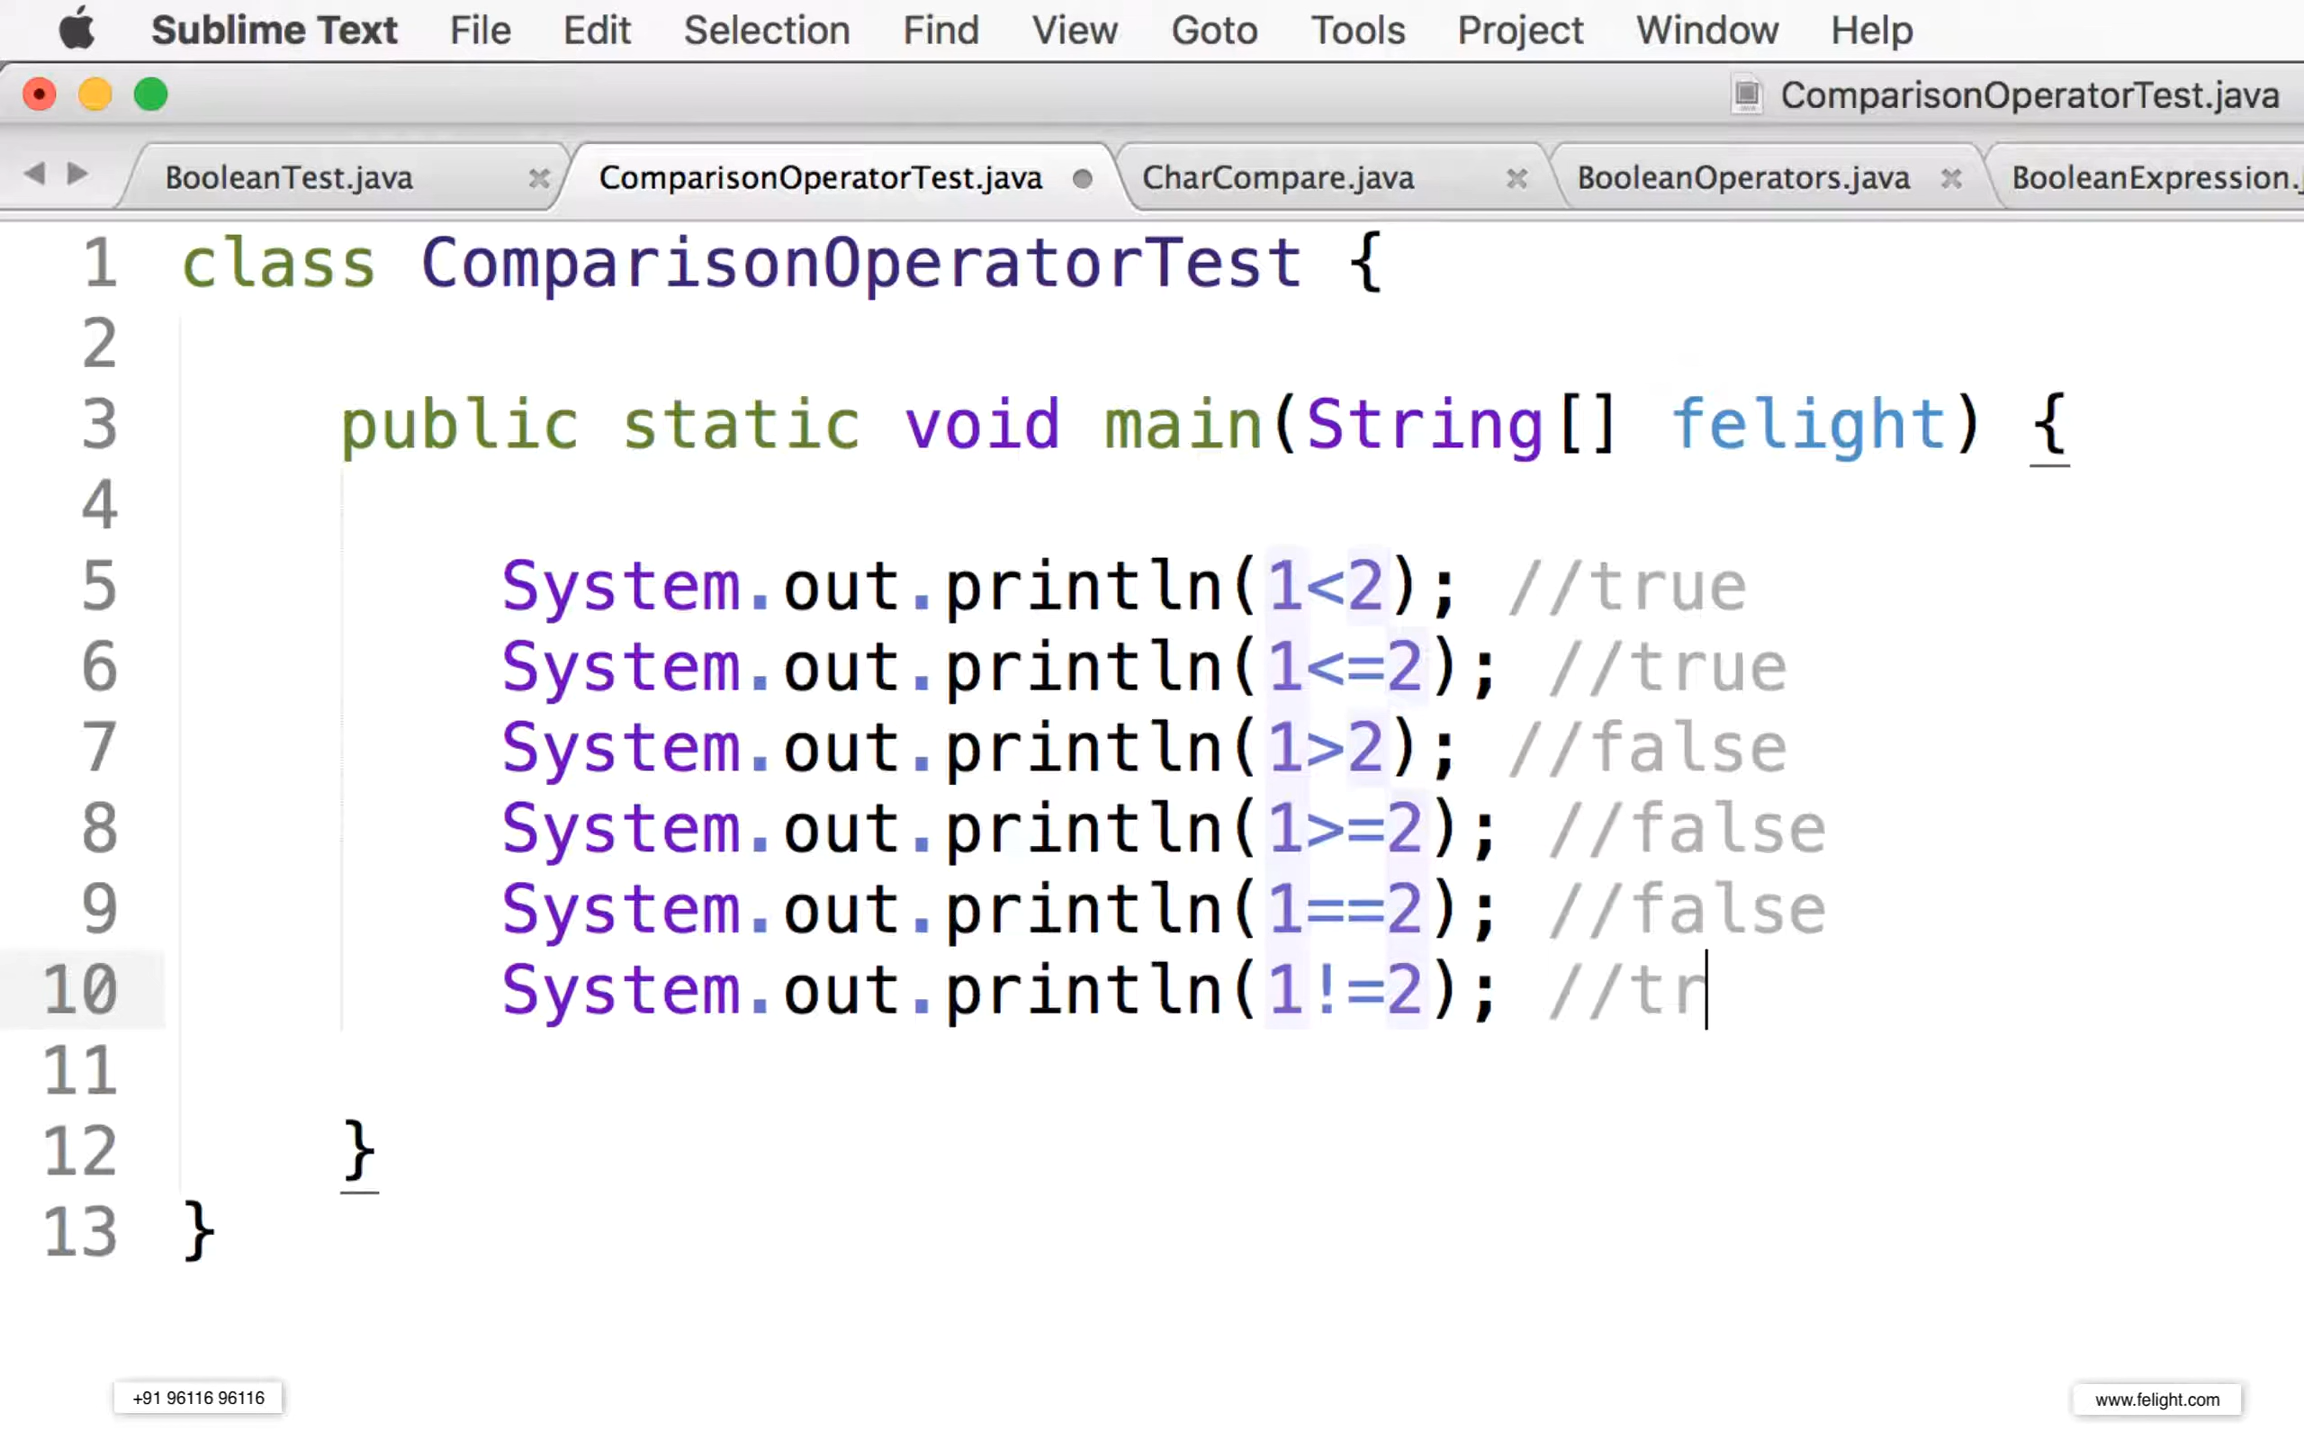 Sublime Text File Edit Selection Find View Goto Tools Project Window Help
ComparisonOperatorTest.java
BooleanTest.java ComparisonOperatorTest.java CharCompare.java BooleanOperators.java BooleanExpression.
1 class ComparisonOperatorTest {
2
3 public static void main(String[] felight) {
4
5 System.out.println(1<2); //true
6 System.out.println(1<=2); //true
7 System.out.println(1>2); //false
8 System.out.println(1>=2); //false
9 System.out.println(1==2); //false
10 System.out.println(1!=2); //tr
11
12 }
13 }
+91 96116 96116
www.felight.com